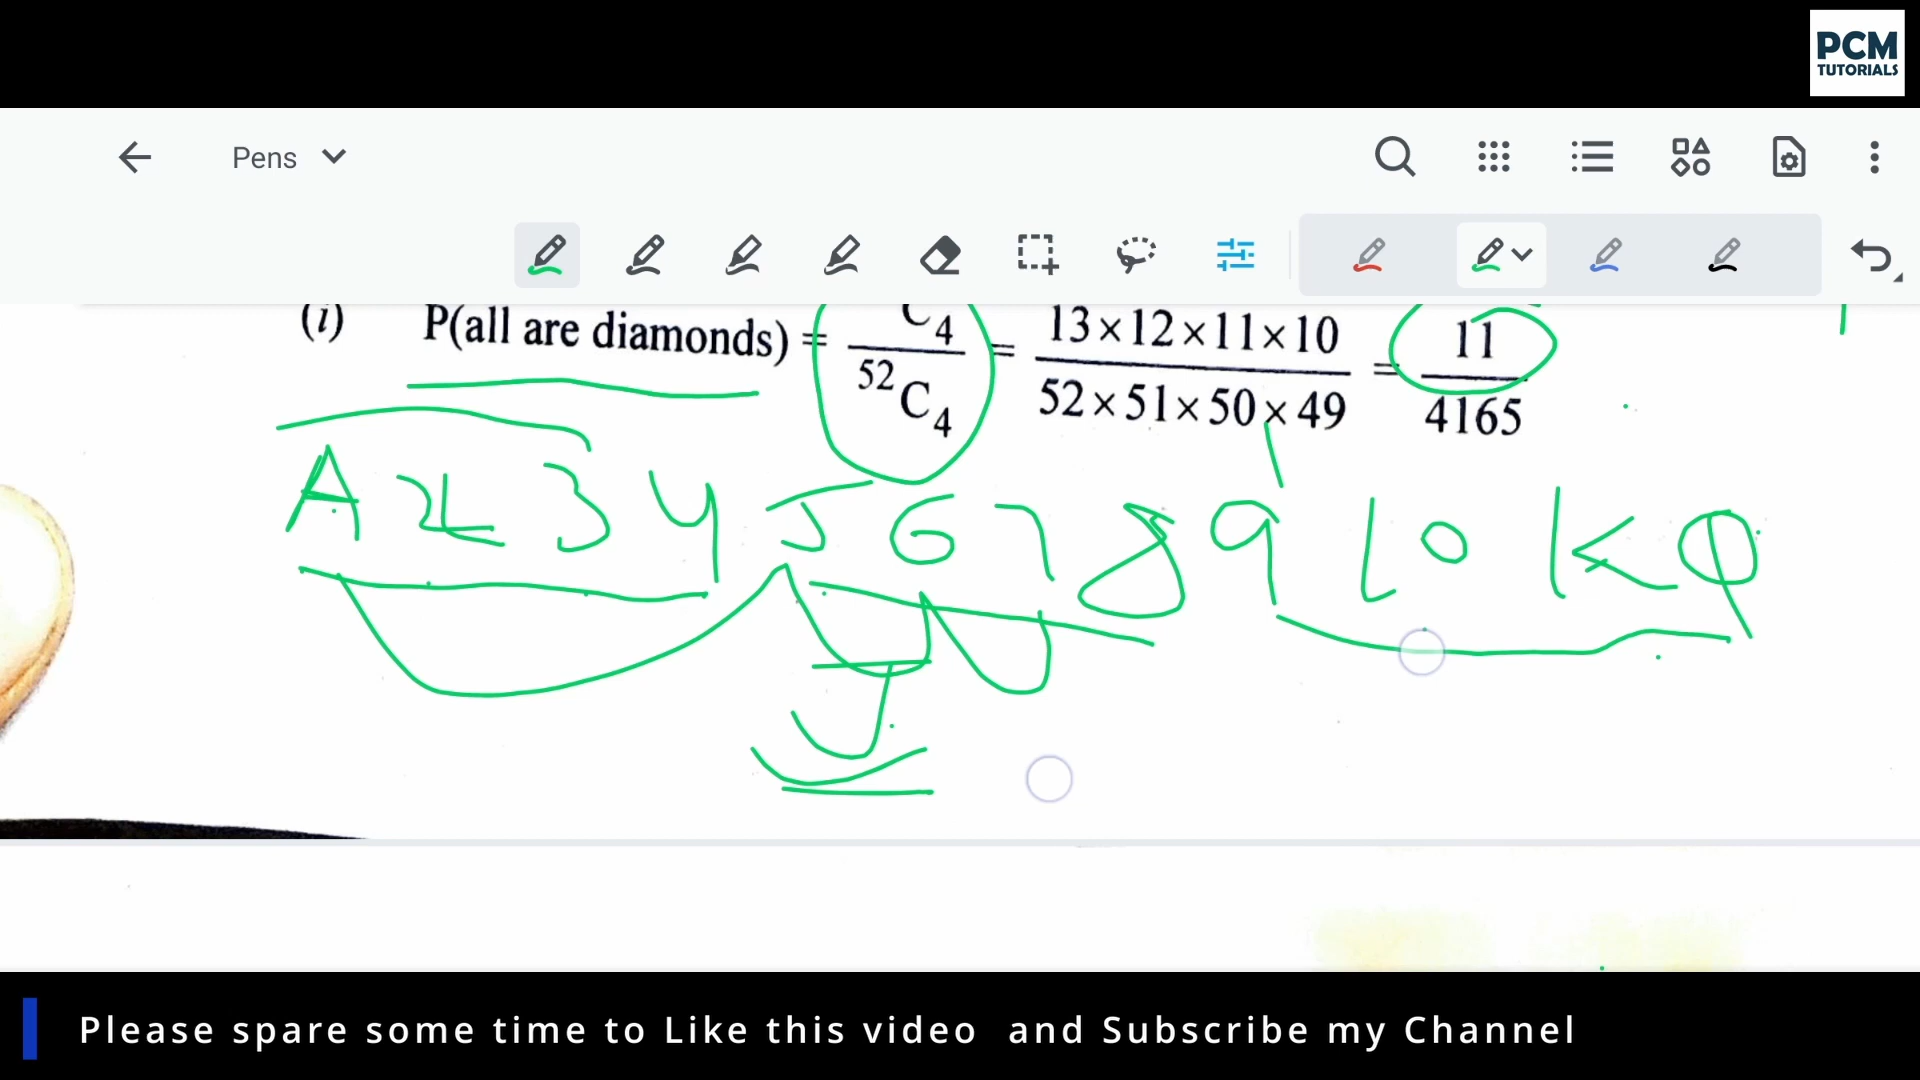 PCM
TUTORIALS
Pens
(i) P(all are diamonds) = C4 / 52C4 = 13×12×11×10 / 52×51×50×49 = 11 / 4165
A 2 3 4 5 6 7 8 9 10 K Q
J
Please spare some time to Like this video and Subscribe my Channel